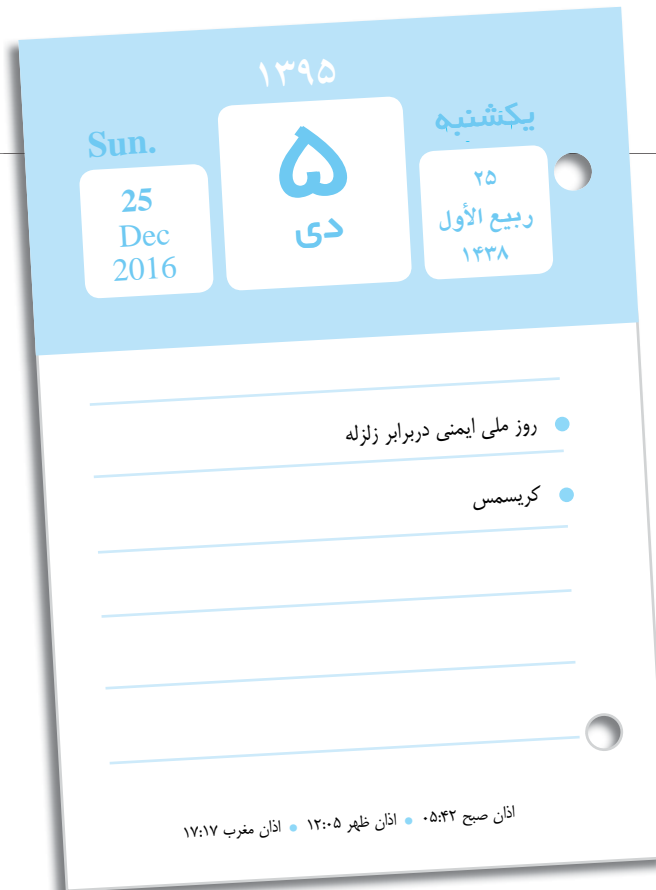 ۱۳۹۵
یکشنبه
۲۵
ربیع الأول
۱۴۳۸
۵
دی
Sun.
25
Dec
2016
روز ملی ایمنی دربرابر زلزله
کریسمس
اذان صبح ۰۵:۴۲ • اذان ظهر ۱۲:۰۵ • اذان مغرب ۱۷:۱۷